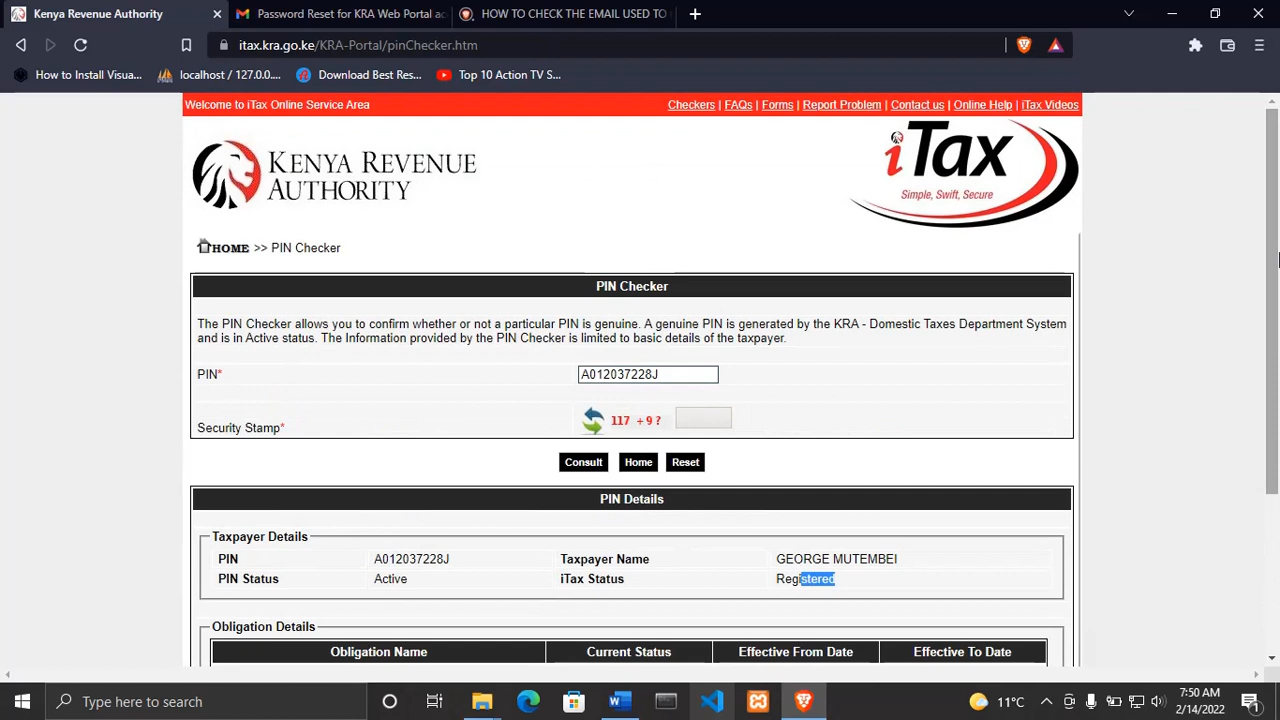 Kenya Revenue Authority
Password Reset for KRA Web Portal ac
HOW TO CHECK THE EMAIL USED TO
itax.kra.go.ke/KRA-Portal/pinChecker.htm
How to Install Visua...
localhost / 127.0.0....
Download Best Res...
Top 10 Action TV S...
Welcome to iTax Online Service Area
Checkers | FAQs | Forms | Report Problem | Contact us | Online Help | iTax Videos
KENYA REVENUE
AUTHORITY
iTax
Simple, Swift, Secure
HOME >> PIN Checker
PIN Checker
The PIN Checker allows you to confirm whether or not a particular PIN is genuine. A genuine PIN is generated by the KRA - Domestic Taxes Department System
and is in Active status. The Information provided by the PIN Checker is limited to basic details of the taxpayer.
PIN* A012037228J
Security Stamp* 117 + 9 ?
Consult Home Reset
PIN Details
Taxpayer Details
PIN A012037228J Taxpayer Name GEORGE MUTEMBEI
PIN Status Active iTax Status Registered
Obligation Details
Obligation Name Current Status Effective From Date Effective To Date
Type here to search
11°C
7:50 AM
2/14/2022
1